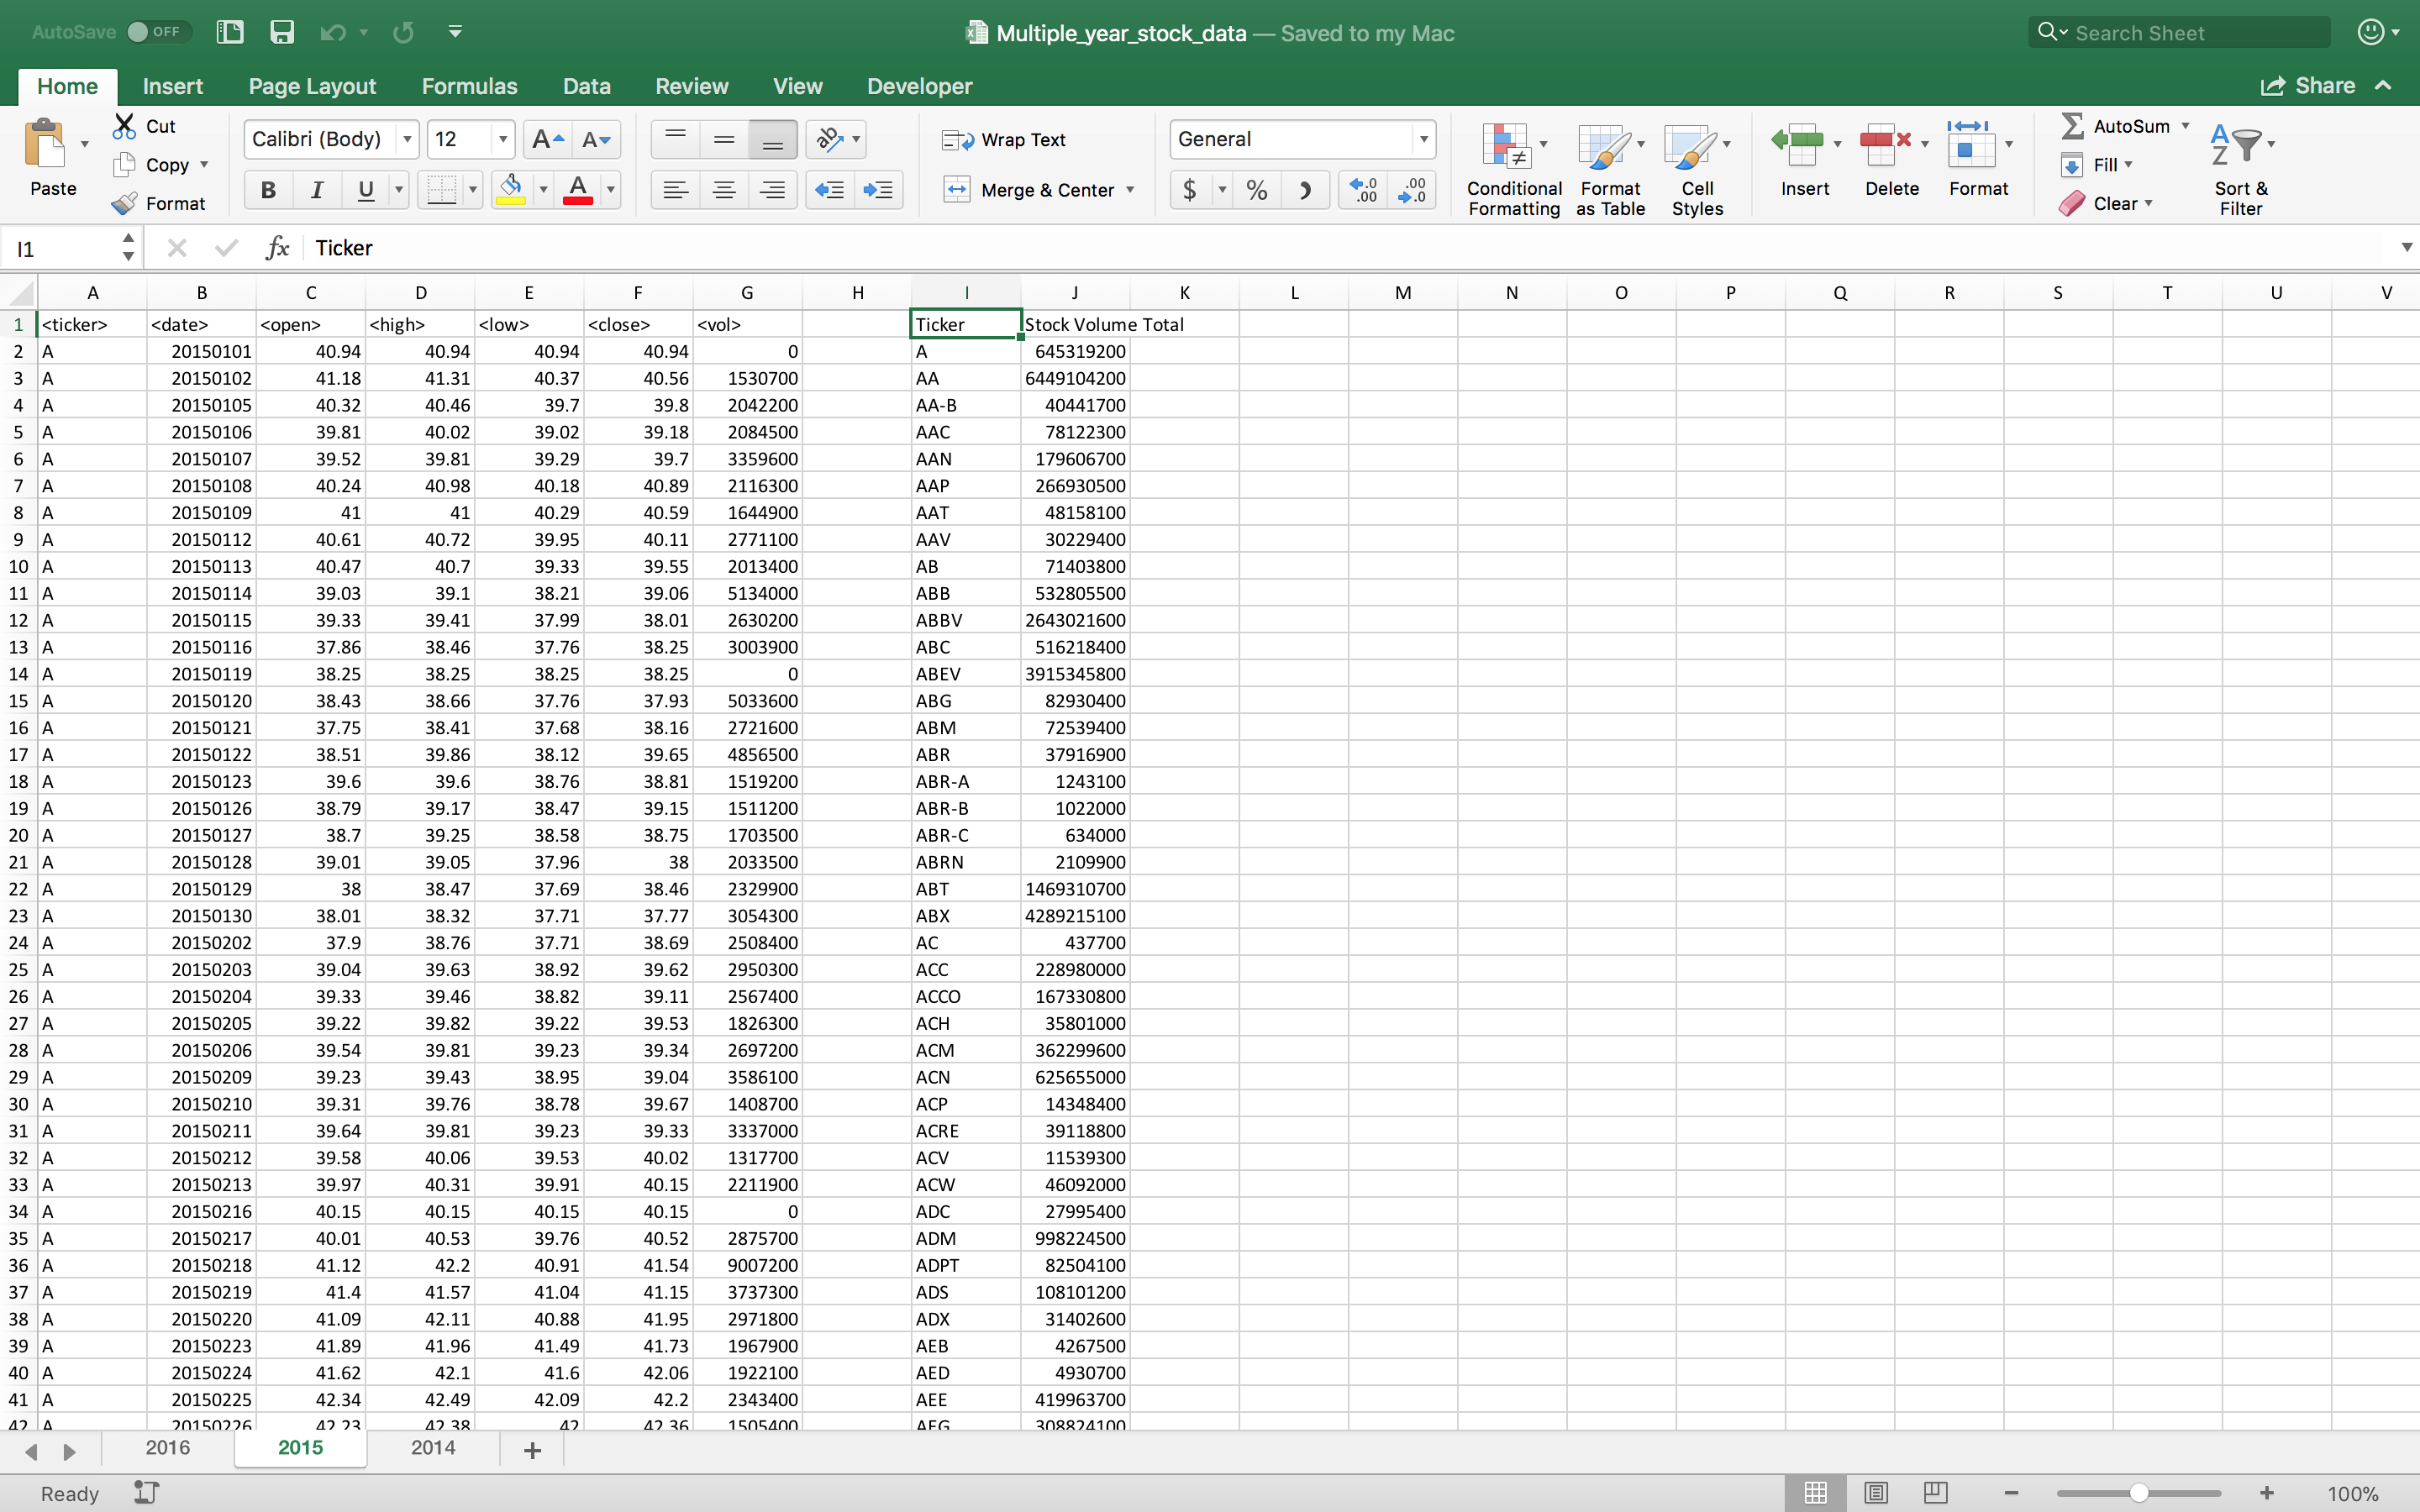 AutoSave OFF Multiple_year_stock_data — Saved to my Mac Search Sheet
Home Insert Page Layout Formulas Data Review View Developer Share
Paste Cut Copy Format
Calibri (Body) 12 A A
B I U A
ab Wrap Text
Merge & Center
General
$ % ) .0 .00 .00 .0
Conditional Formatting Format as Table Cell Styles
Insert Delete Format
AutoSum Fill Clear
A Z Sort & Filter
I1 fx Ticker
A B C D E F G H I J K L M N O P Q R S T U V
1 <ticker> <date> <open> <high> <low> <close> <vol> Ticker Stock Volume Total
2 A 20150101 40.94 40.94 40.94 40.94 0 A 645319200
3 A 20150102 41.18 41.31 40.37 40.56 1530700 AA 6449104200
4 A 20150105 40.32 40.46 39.7 39.8 2042200 AA-B 40441700
5 A 20150106 39.81 40.02 39.02 39.18 2084500 AAC 78122300
6 A 20150107 39.52 39.81 39.29 39.7 3359600 AAN 179606700
7 A 20150108 40.24 40.98 40.18 40.89 2116300 AAP 266930500
8 A 20150109 41 41 40.29 40.59 1644900 AAT 48158100
9 A 20150112 40.61 40.72 39.95 40.11 2771100 AAV 30229400
10 A 20150113 40.47 40.7 39.33 39.55 2013400 AB 71403800
11 A 20150114 39.03 39.1 38.21 39.06 5134000 ABB 532805500
12 A 20150115 39.33 39.41 37.99 38.01 2630200 ABBV 2643021600
13 A 20150116 37.86 38.46 37.76 38.25 3003900 ABC 516218400
14 A 20150119 38.25 38.25 38.25 38.25 0 ABEV 3915345800
15 A 20150120 38.43 38.66 37.76 37.93 5033600 ABG 82930400
16 A 20150121 37.75 38.41 37.68 38.16 2721600 ABM 72539400
17 A 20150122 38.51 39.86 38.12 39.65 4856500 ABR 37916900
18 A 20150123 39.6 39.6 38.76 38.81 1519200 ABR-A 1243100
19 A 20150126 38.79 39.17 38.47 39.15 1511200 ABR-B 1022000
20 A 20150127 38.7 39.25 38.58 38.75 1703500 ABR-C 634000
21 A 20150128 39.01 39.05 37.96 38 2033500 ABRN 2109900
22 A 20150129 38 38.47 37.69 38.46 2329900 ABT 1469310700
23 A 20150130 38.01 38.32 37.71 37.77 3054300 ABX 4289215100
24 A 20150202 37.9 38.76 37.71 38.69 2508400 AC 437700
25 A 20150203 39.04 39.63 38.92 39.62 2950300 ACC 228980000
26 A 20150204 39.33 39.46 38.82 39.11 2567400 ACCO 167330800
27 A 20150205 39.22 39.82 39.22 39.53 1826300 ACH 35801000
28 A 20150206 39.54 39.81 39.23 39.34 2697200 ACM 362299600
29 A 20150209 39.23 39.43 38.95 39.04 3586100 ACN 625655000
30 A 20150210 39.31 39.76 38.78 39.67 1408700 ACP 14348400
31 A 20150211 39.64 39.81 39.23 39.33 3337000 ACRE 39118800
32 A 20150212 39.58 40.06 39.53 40.02 1317700 ACV 11539300
33 A 20150213 39.97 40.31 39.91 40.15 2211900 ACW 46092000
34 A 20150216 40.15 40.15 40.15 40.15 0 ADC 27995400
35 A 20150217 40.01 40.53 39.76 40.52 2875700 ADM 998224500
36 A 20150218 41.12 42.2 40.91 41.54 9007200 ADPT 82504100
37 A 20150219 41.4 41.57 41.04 41.15 3737300 ADS 108101200
38 A 20150220 41.09 42.11 40.88 41.95 2971800 ADX 31402600
39 A 20150223 41.89 41.96 41.49 41.73 1967900 AEB 4267500
40 A 20150224 41.62 42.1 41.6 42.06 1922100 AED 4930700
41 A 20150225 42.34 42.49 42.09 42.2 2343400 AEE 419963700
42 A 20150226 42.23 42.38 42 42.36 1505400 AEG 308824100
2016 2015 2014 +
Ready 100%